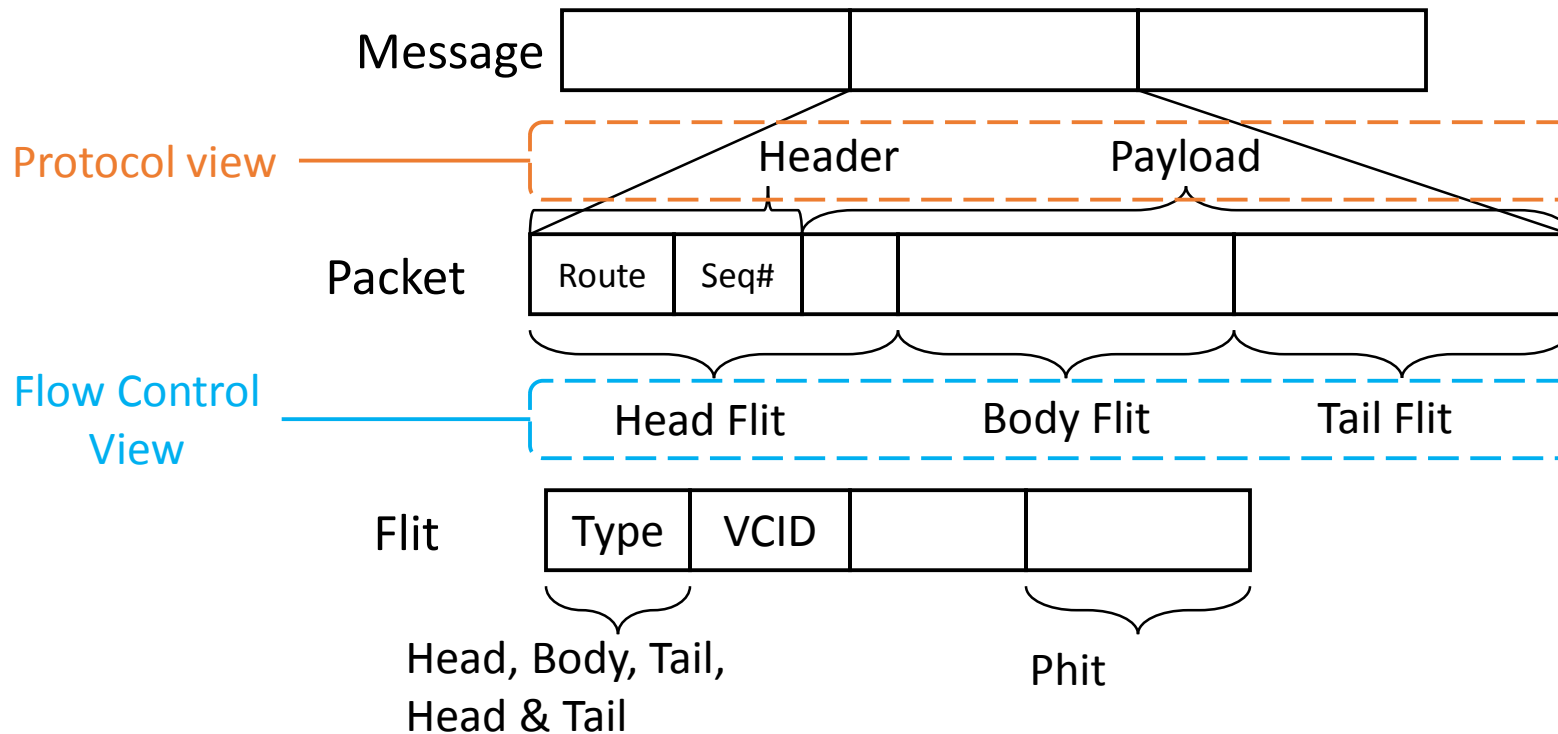 Message
Protocol view
Header
Payload
Packet
Route
Seq#
Flow Control
View
Head Flit
Body Flit
Tail Flit
Flit
Type
VCID
Head, Body, Tail,
Head & Tail
Phit